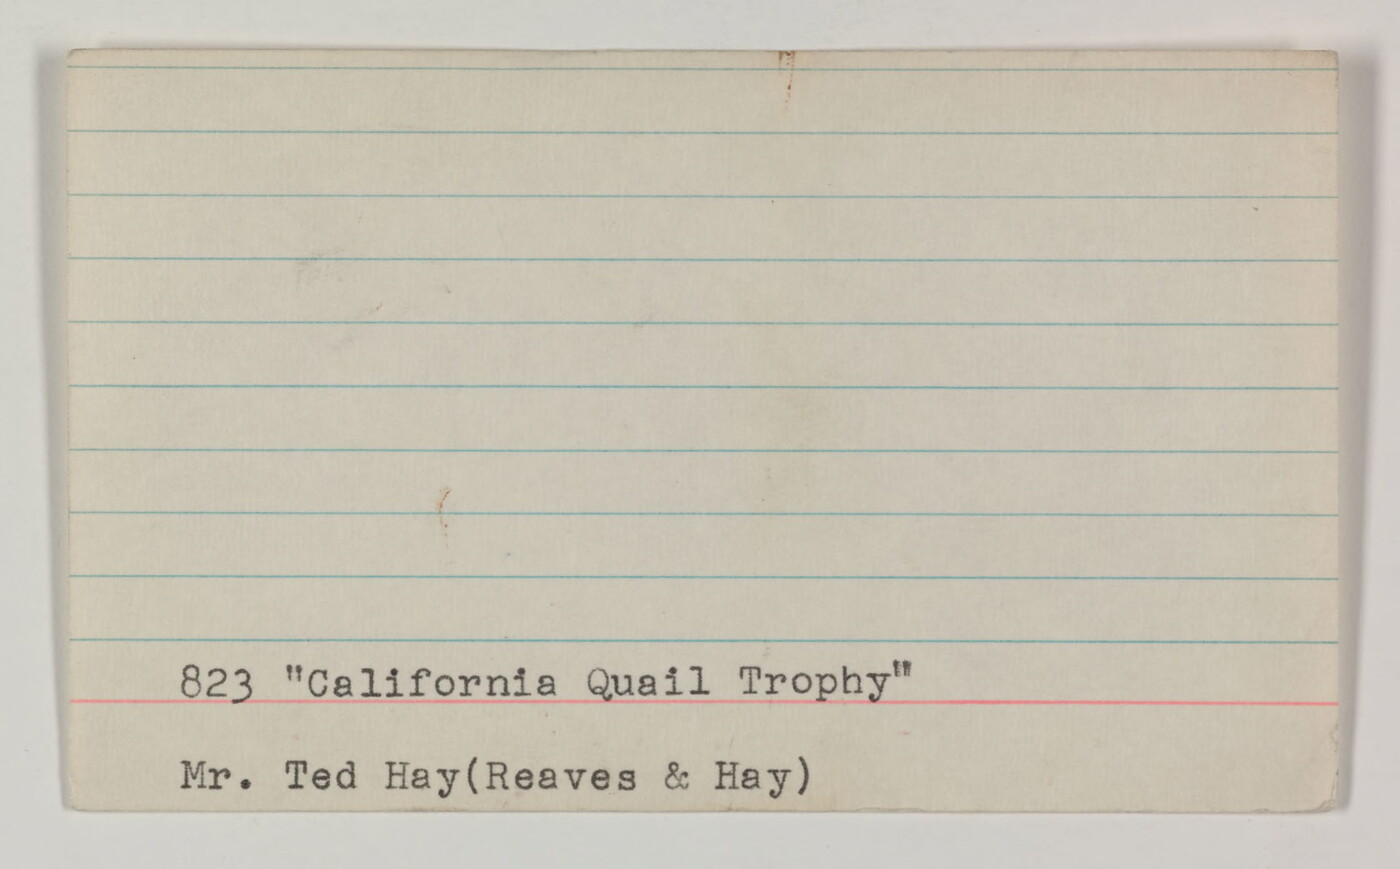 823 "California Quail Trophy"
Mr. Ted Hay(Reaves & Hay)